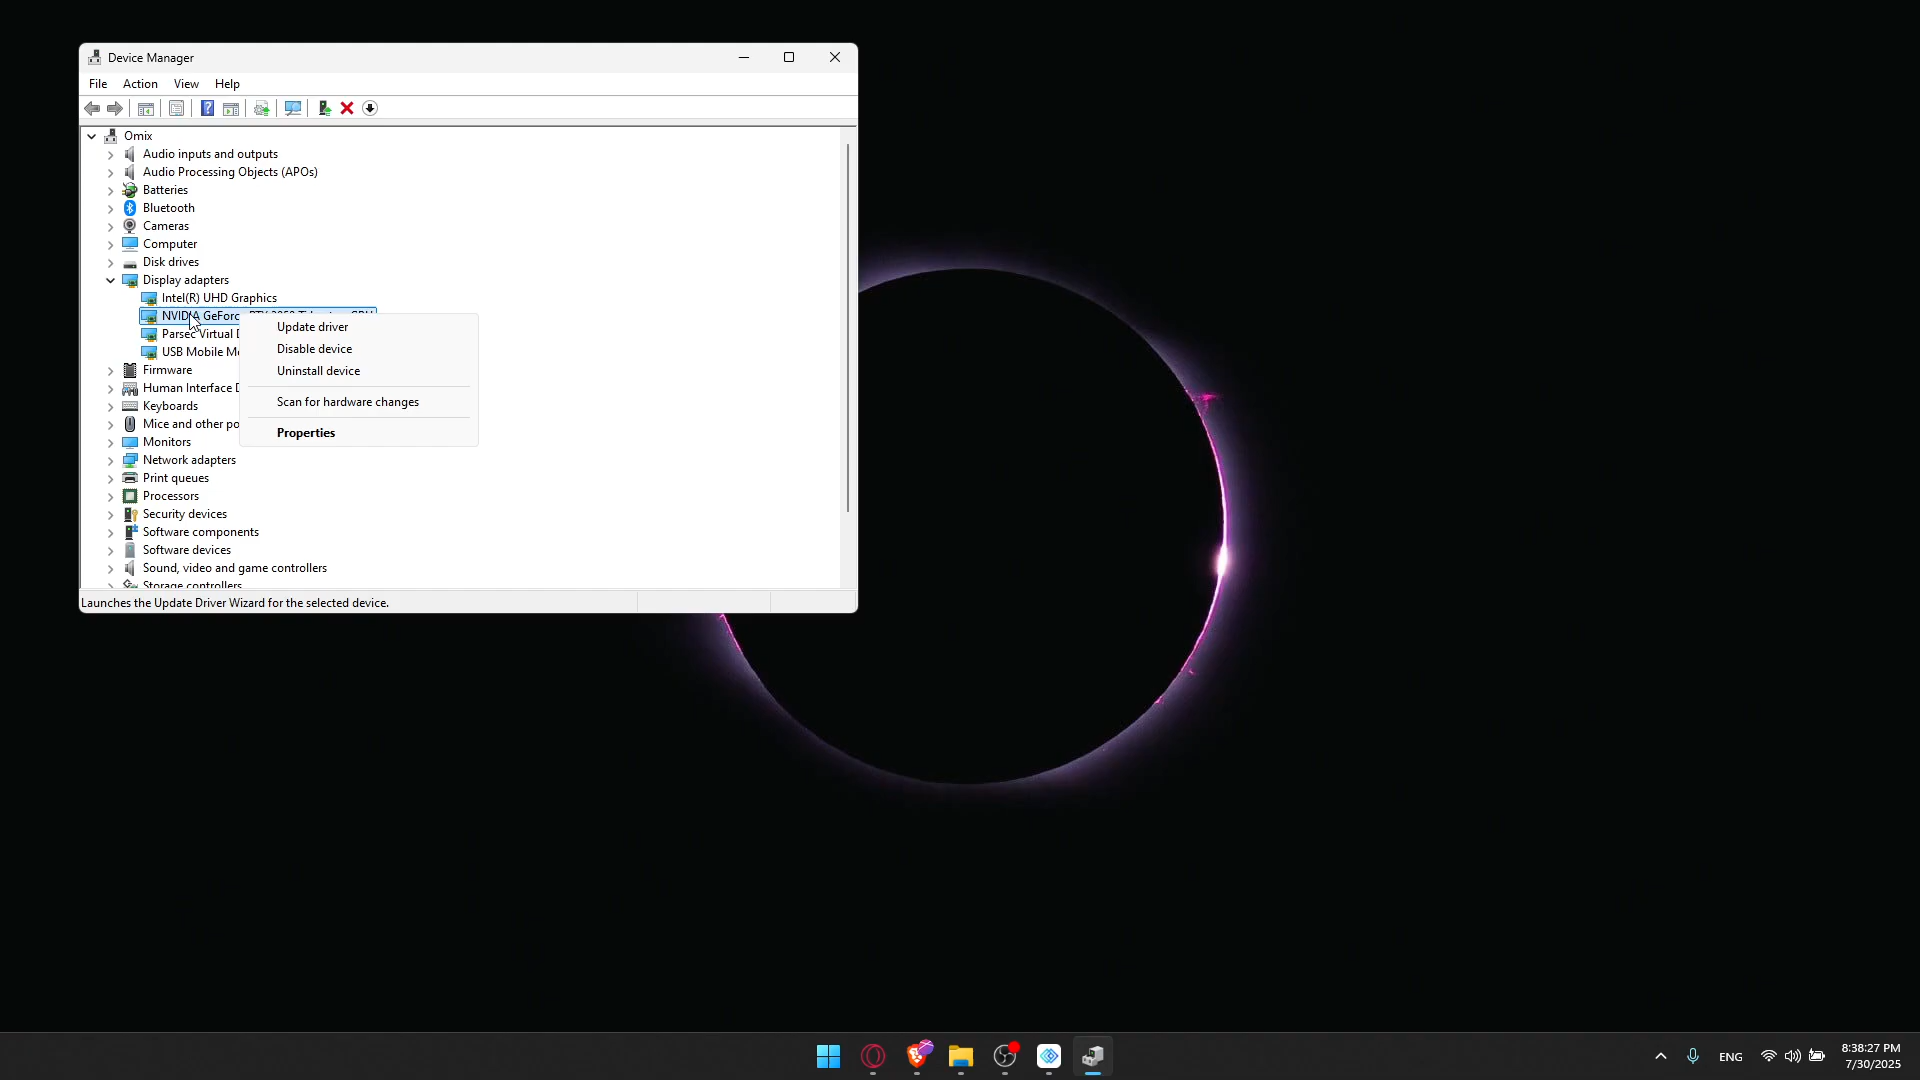 Device Manager
File Action View Help
Omix
Audio inputs and outputs
Audio Processing Objects (APOs)
Batteries
Bluetooth
Cameras
Computer
Disk drives
Display adapters
Intel(R) UHD Graphics
NVIDIA GeForc
Parsec Virtual D
USB Mobile Mo
Firmware
Human Interface D
Keyboards
Mice and other po
Monitors
Network adapters
Print queues
Processors
Security devices
Software components
Software devices
Sound, video and game controllers
Storage controllers
Update driver
Disable device
Uninstall device
Scan for hardware changes
Properties
Launches the Update Driver Wizard for the selected device.
ENG
8:38:27 PM
7/30/2025